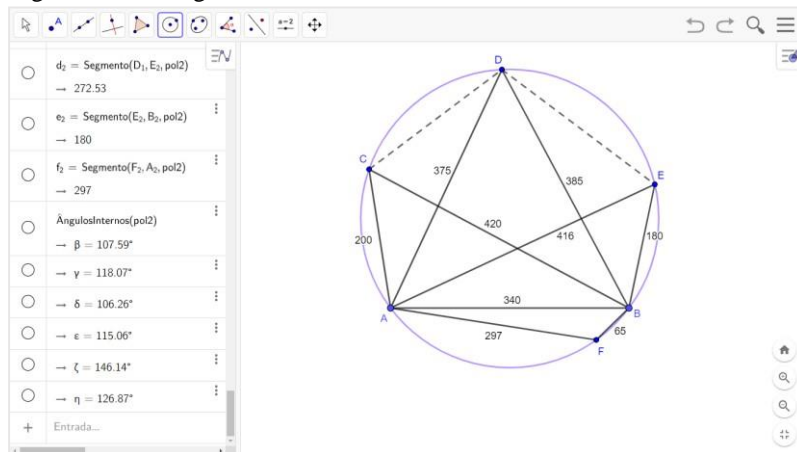 a=2
d₂ = Segmento(D₁, E₂, pol2)
→ 272.53
e₂ = Segmento(E₂, B₂, pol2)
→ 180
f₂ = Segmento(F₂, A₂, pol2)
→ 297
ÂngulosInternos(pol2)
→ β = 107.59°
→ γ = 118.07°
→ δ = 106.26°
→ ε = 115.06°
→ ζ = 146.14°
→ η = 126.87°
Entrada...
D
C
E
375
385
420
416
200
180
340
A
B
297
65
F